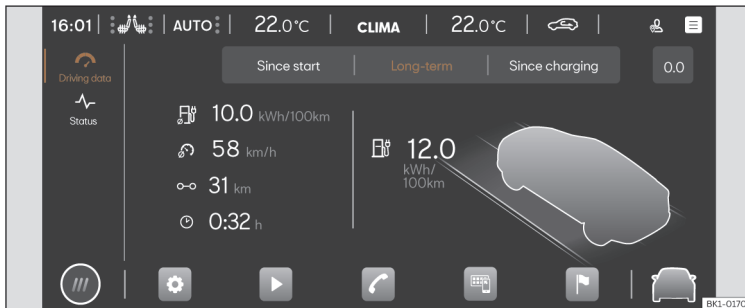 16:01 AUTO 22.0°C CLIMA 22.0°C
Driving data
Since start Long-term Since charging 0.0
Status
10.0 kWh/100km
58 km/h
31 km
0:32 h
12.0
kWh/
100km
BK1-0170